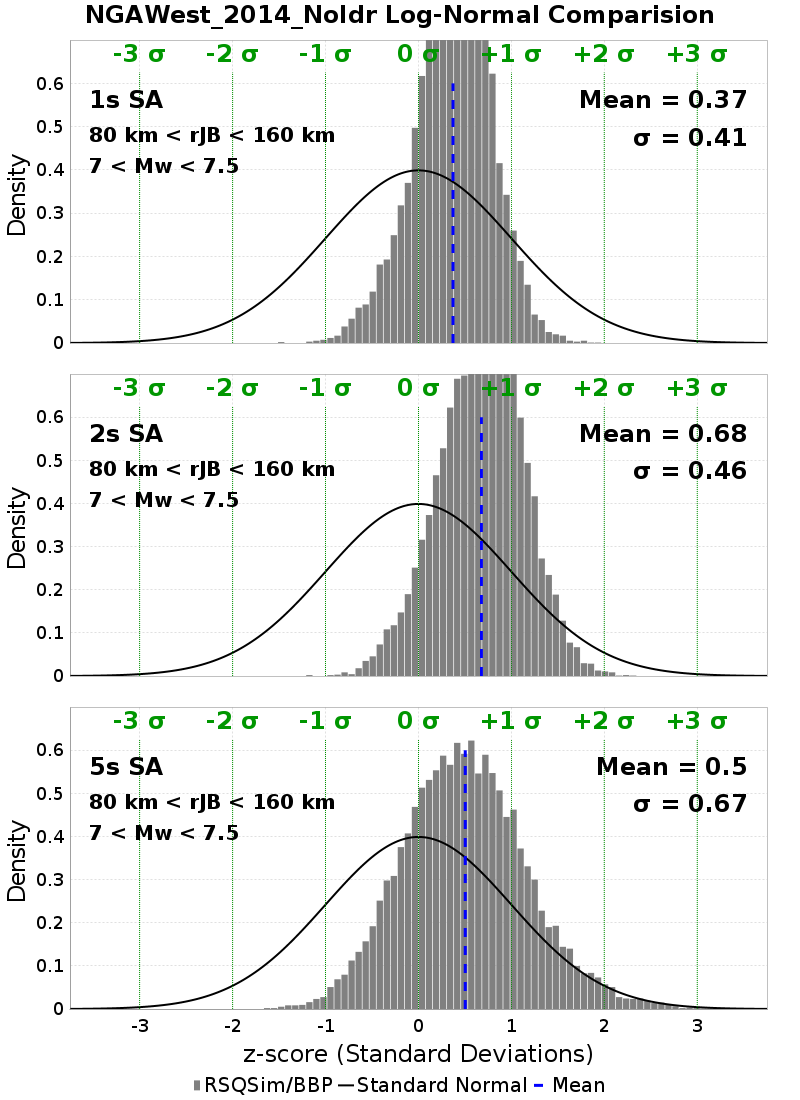 NGAWest_2014_NoIdr Log-Normal Comparision
-3 σ -2 σ -1 σ 0 σ +1 σ +2 σ +3 σ
1s SA
Mean = 0.37
80 km < rJB < 160 km
σ = 0.41
7 < Mw < 7.5
Density
0.6
0.5
0.4
0.3
0.2
0.1
0
-3 σ -2 σ -1 σ 0 σ +1 σ +2 σ +3 σ
2s SA
Mean = 0.68
80 km < rJB < 160 km
σ = 0.46
7 < Mw < 7.5
Density
0.6
0.5
0.4
0.3
0.2
0.1
0
-3 σ -2 σ -1 σ 0 σ +1 σ +2 σ +3 σ
5s SA
Mean = 0.5
80 km < rJB < 160 km
σ = 0.67
7 < Mw < 7.5
Density
0.6
0.5
0.4
0.3
0.2
0.1
0
-3 -2 -1 0 1 2 3
z-score (Standard Deviations)
RSQSim/BBP Standard Normal Mean